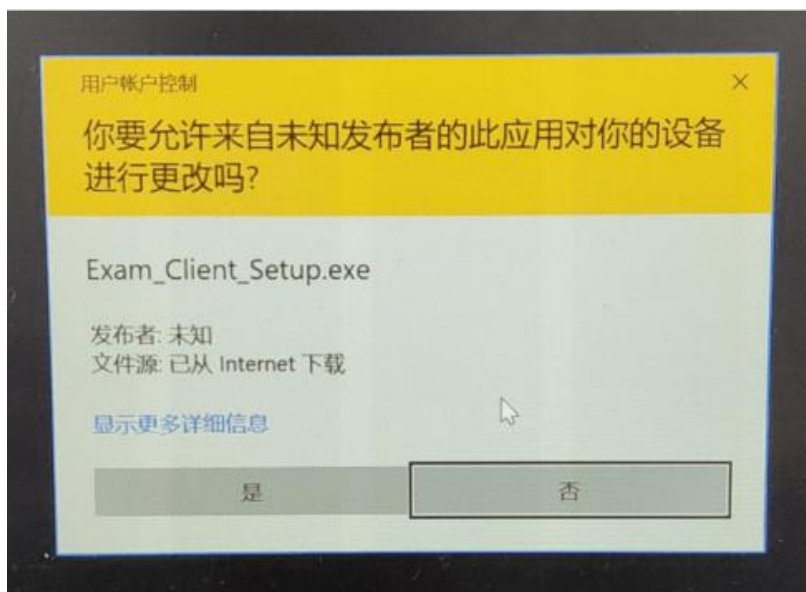 用户帐户控制
你要允许来自未知发布者的此应用对你的设备
进行更改吗?
Exam_Client_Setup.exe
发布者: 未知
文件源: 已从 Internet 下载
显示更多详细信息
是
否